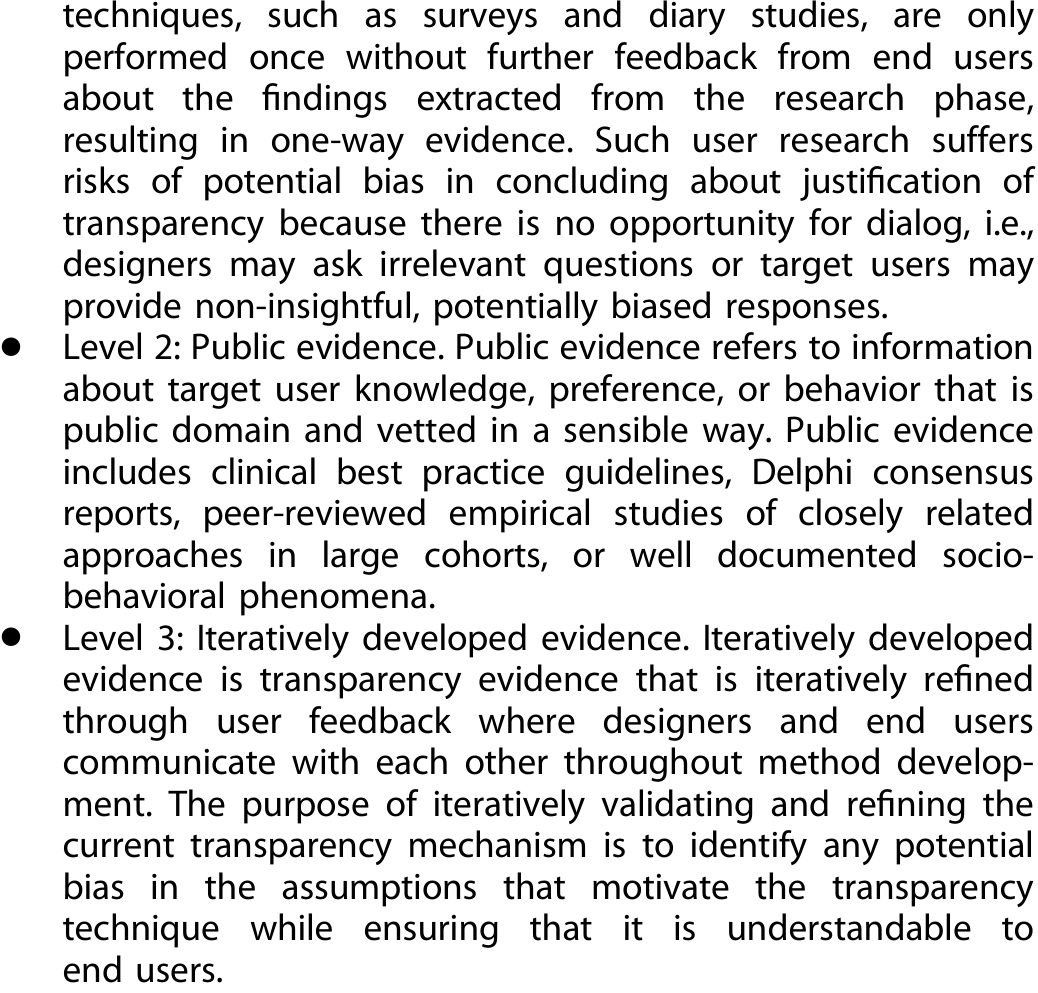 techniques, such as surveys and diary studies, are only
performed once without further feedback from end users
about the findings extracted from the research phase,
resulting in one-way evidence. Such user research suffers
risks of potential bias in concluding about justification of
transparency because there is no opportunity for dialog, i.e.,
designers may ask irrelevant questions or target users may
provide non-insightful, potentially biased responses.
● Level 2: Public evidence. Public evidence refers to information
about target user knowledge, preference, or behavior that is
public domain and vetted in a sensible way. Public evidence
includes clinical best practice guidelines, Delphi consensus
reports, peer-reviewed empirical studies of closely related
approaches in large cohorts, or well documented socio-
behavioral phenomena.
● Level 3: Iteratively developed evidence. Iteratively developed
evidence is transparency evidence that is iteratively refined
through user feedback where designers and end users
communicate with each other throughout method develop-
ment. The purpose of iteratively validating and refining the
current transparency mechanism is to identify any potential
bias in the assumptions that motivate the transparency
technique while ensuring that it is understandable to
end users.